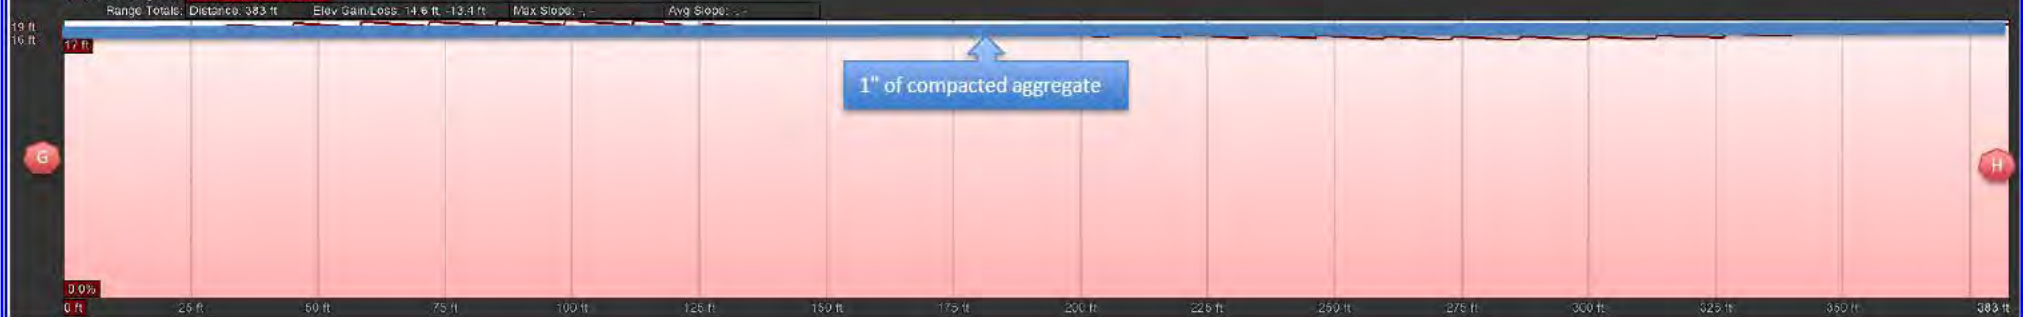 Range Totals: Distance: 383 ft Elev Gain/Loss: 14.6 ft, -13.4 ft Max Slope: -, - Avg Slope: -, -
19 ft
16 ft
17 ft
1" of compacted aggregate
G
H
0.0%
0 ft 25 ft 50 ft 75 ft 100 ft 125 ft 150 ft 175 ft 200 ft 225 ft 250 ft 275 ft 300 ft 325 ft 350 ft 383 ft